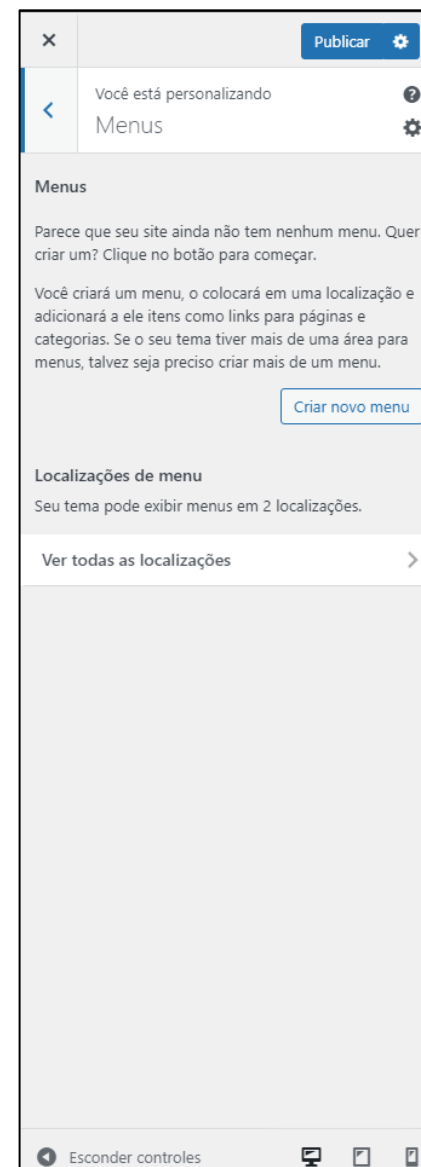 Publicar
Você está personalizando
Menus
Menus
Parece que seu site ainda não tem nenhum menu. Quer
criar um? Clique no botão para começar.
Você criará um menu, o colocará em uma localização e
adicionará a ele itens como links para páginas e
categorias. Se o seu tema tiver mais de uma área para
menus, talvez seja preciso criar mais de um menu.
Criar novo menu
Localizações de menu
Seu tema pode exibir menus em 2 localizações.
Ver todas as localizações
Esconder controles